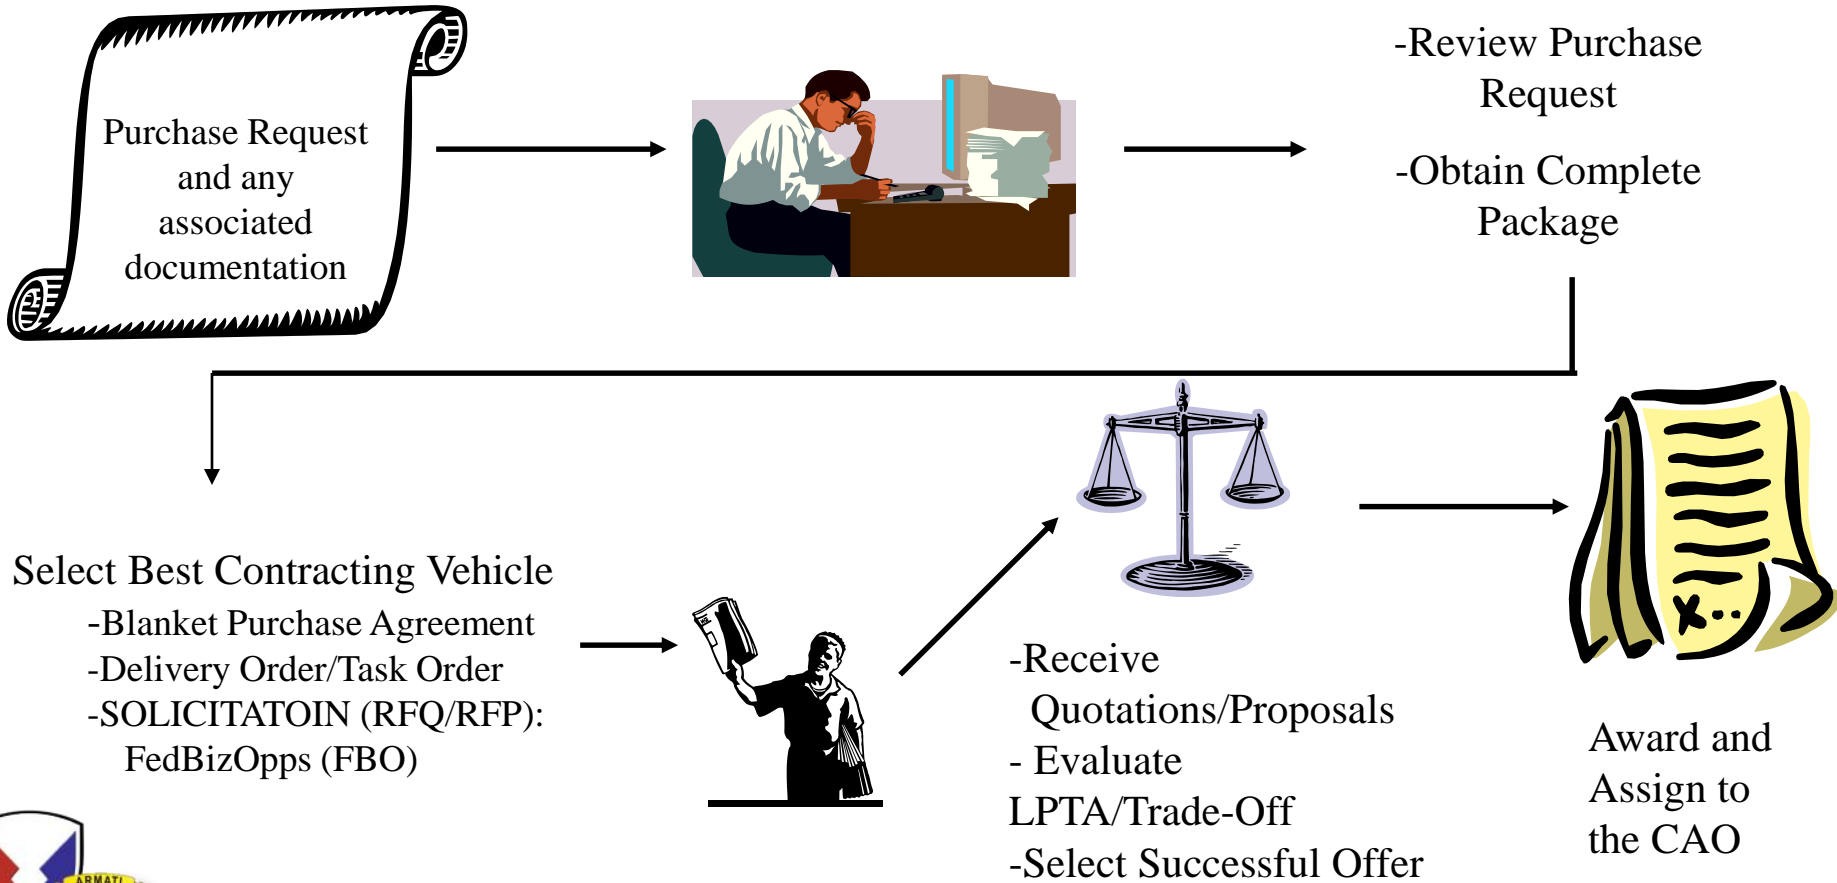 Purchase Request
and any
associated
documentation
-Review Purchase
Request
-Obtain Complete
Package
Select Best Contracting Vehicle
-Blanket Purchase Agreement
-Delivery Order/Task Order
-SOLICITATOIN (RFQ/RFP):
FedBizOpps (FBO)
-Receive
Quotations/Proposals
- Evaluate
LPTA/Trade-Off
-Select Successful Offer
Award and
Assign to
the CAO